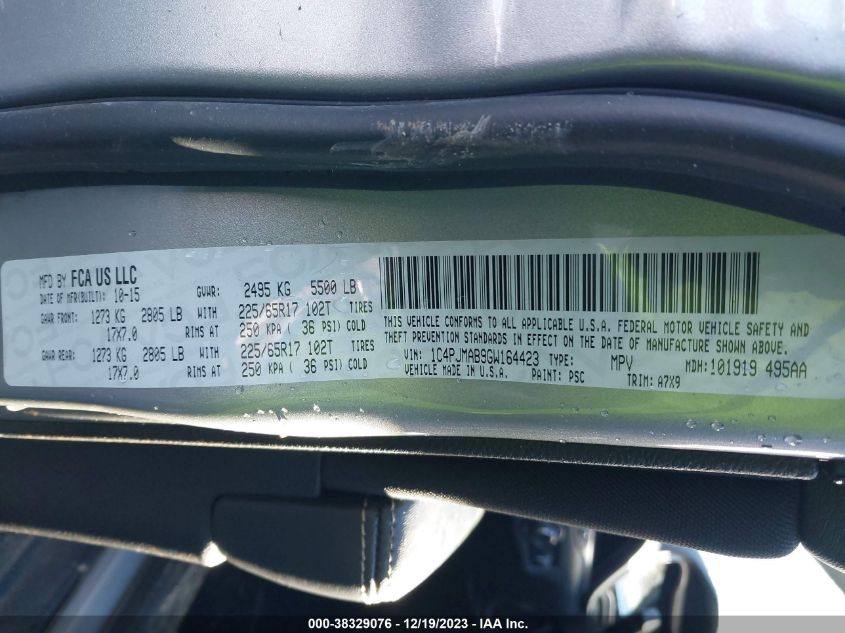 MFD BY FCA US LLC
DATE OF MFR(BUILT): 10-15 GVWR: 2495 KG 5500 LB
GAWR FRONT: 1273 KG 2805 LB WITH 225/65R17 102T TIRES
17X7.0 RIMS AT 250 KPA ( 36 PSI) COLD
GAWR REAR: 1273 KG 2805 LB WITH 225/65R17 102T TIRES
17X7.0 RIMS AT 250 KPA ( 36 PSI) COLD
THIS VEHICLE CONFORMS TO ALL APPLICABLE U.S.A. FEDERAL MOTOR VEHICLE SAFETY AND
THEFT PREVENTION STANDARDS IN EFFECT ON THE DATE OF MANUFACTURE SHOWN ABOVE.
VIN: 1C4PJMAB9GW164423 TYPE: MPV MDH: 101919 495AA
VEHICLE MADE IN U.S.A. PAINT: PSC TRIM: A7X9
000-38329076 - 12/19/2023 - IAA Inc.